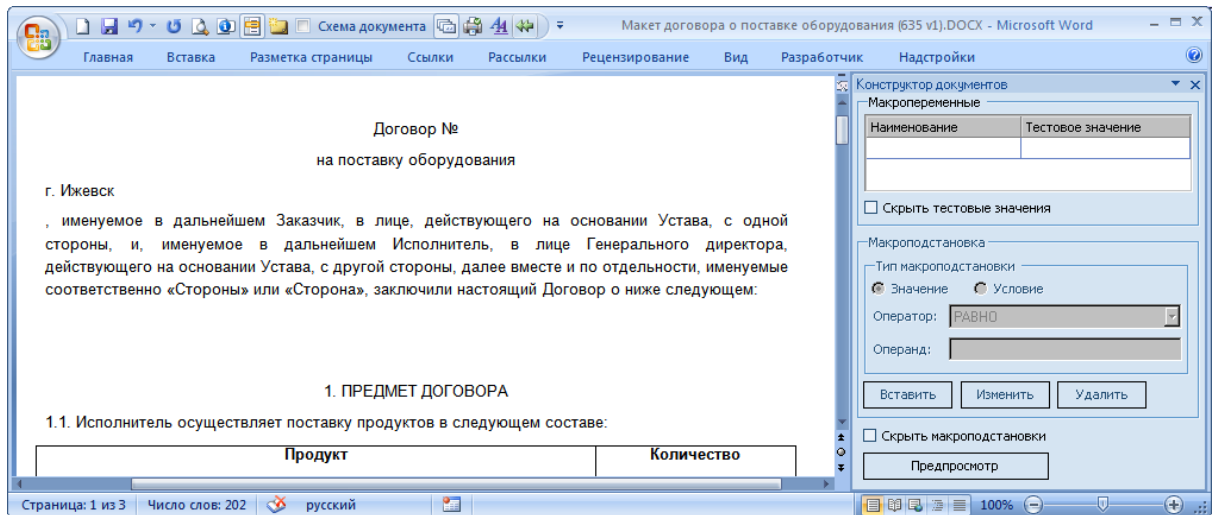 Схема документа
Макет договора о поставке оборудования (635 v1).DOCX - Microsoft Word
Главная Вставка Разметка страницы Ссылки Рассылки Рецензирование Вид Разработчик Надстройки
Договор №
на поставку оборудования
г. Ижевск
, именуемое в дальнейшем Заказчик, в лице, действующего на основании Устава, с одной
стороны, и, именуемое в дальнейшем Исполнитель, в лице Генерального директора,
действующего на основании Устава, с другой стороны, далее вместе и по отдельности, именуемые
соответственно «Стороны» или «Сторона», заключили настоящий Договор о ниже следующем:
1. ПРЕДМЕТ ДОГОВОРА
1.1. Исполнитель осуществляет поставку продуктов в следующем составе:
Продукт Количество
Конструктор документов
Макропеременные
Наименование Тестовое значение
Скрыть тестовые значения
Макроподстановка
Тип макроподстановки
Значение Условие
Оператор: РАВНО
Операнд:
Вставить Изменить Удалить
Скрыть макроподстановки
Предпросмотр
Страница: 1 из 3 Число слов: 202 русский 100%